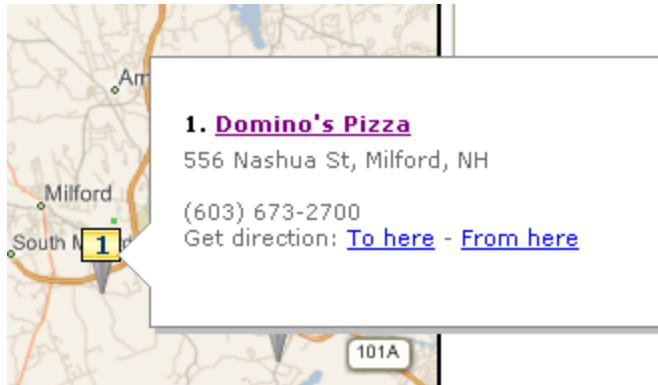 Am
1. Domino's Pizza
556 Nashua St, Milford, NH
Milford
(603) 673-2700
South M
1
Get direction: To here - From here
101A